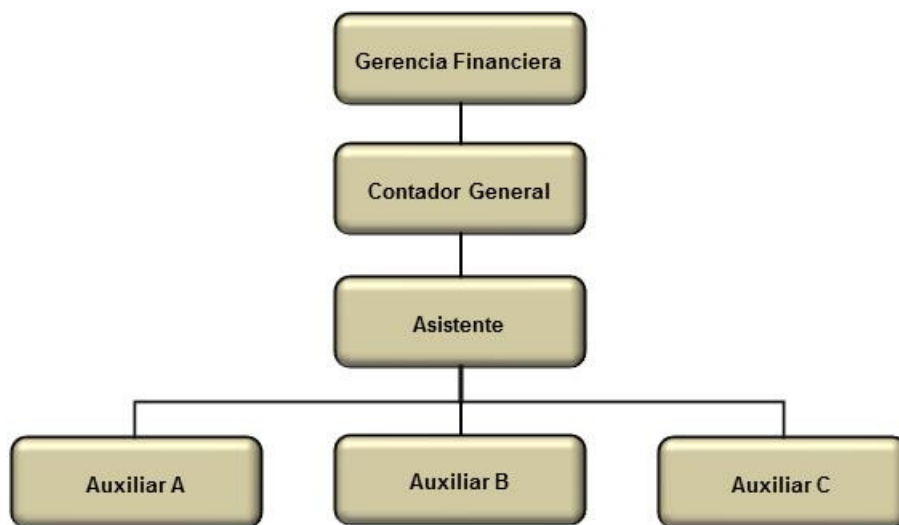 Gerencia Financiera
Contador General
Asistente
Auxiliar A
Auxiliar B
Auxiliar C